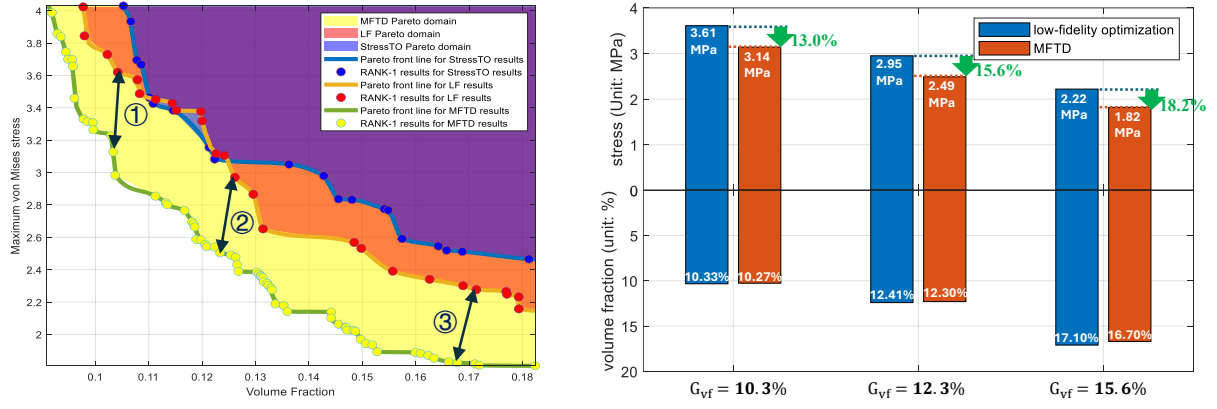 4
3.8
3.6
3.4
3.2
3
2.8
2.6
2.4
2.2
2
Maximum von Mises stress
0.1
0.11
0.12
0.13
0.14
0.15
0.16
0.17
0.18
Volume Fraction
MFTD Pareto domain
LF Pareto domain
StressTO Pareto domain
Pareto front line for StressTO results
RANK-1 results for StressTO results
Pareto front line for LF results
RANK-1 results for LF results
Pareto front line for MFTD results
RANK-1 results for MFTD results
①
②
③
stress (Unit: MPa)
4
3
2
1
0
volume fraction (unit: %)
10
15
20
low-fidelity optimization
MFTD
3.61
MPa
3.14
MPa
13.0%
2.95
MPa
2.49
MPa
15.6%
2.22
MPa
1.82
MPa
18.2%
10.33%
10.27%
12.41%
12.30%
17.10%
16.70%
G_vf = 10.3%
G_vf = 12.3%
G_vf = 15.6%